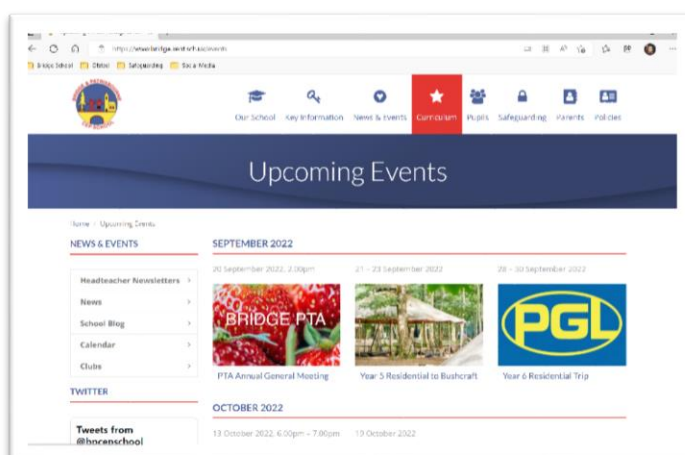 Bridge School Safeguarding Social Media
Our School Key Information News & Events Curriculum Pupils Safeguarding Parents Policies
Upcoming Events
Home / Upcoming Events
NEWS & EVENTS
Headteacher Newsletters
News
School Blog
Calendar
Clubs
TWITTER
Tweets from
@bpcepschool
SEPTEMBER 2022
20 September 2022, 2.00pm
BRIDGE PTA
PTA Annual General Meeting
21 – 23 September 2022
Year 5 Residential to Bushcraft
28 – 30 September 2022
PGL
Year 6 Residential Trip
OCTOBER 2022
13 October 2022, 6.00pm – 7.00pm
19 October 2022